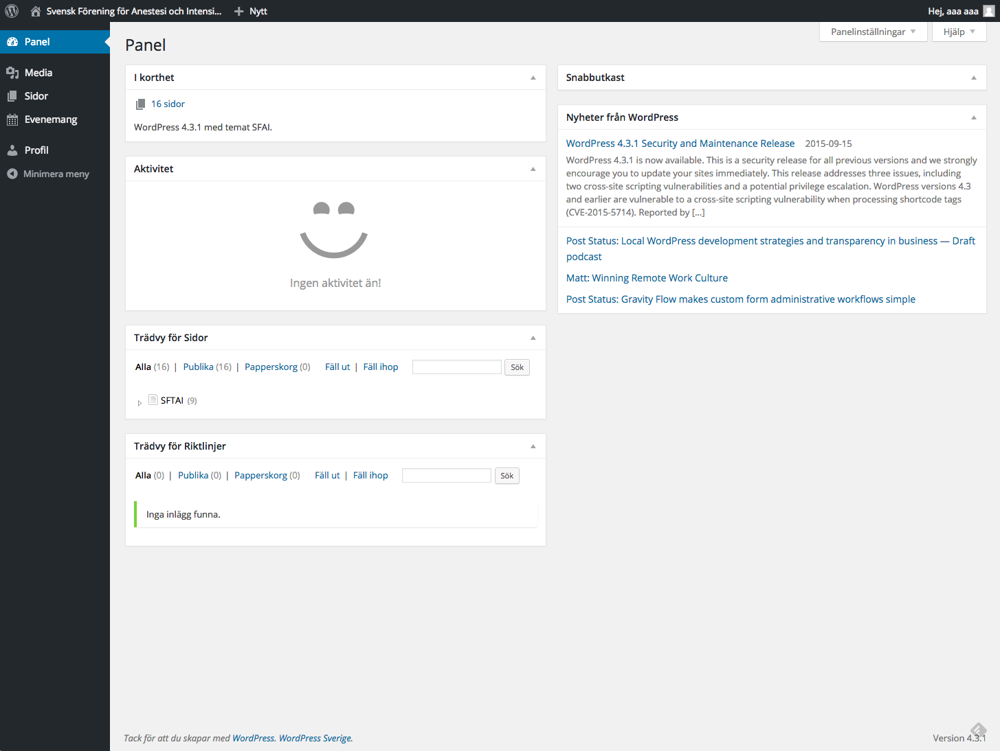 Svensk Förening för Anestesi och Intensi...
Nytt
Hej, aaa aaa
Panel
Media
Sidor
Evenemang
Profil
Minimera meny
Panelinställningar
Hjälp
Panel
I korthet
16 sidor
WordPress 4.3.1 med temat SFAI.
Aktivitet
Ingen aktivitet än!
Trädvy för Sidor
Alla (16) | Publika (16) | Papperskorg (0) Fäll ut | Fäll ihop Sök
SFTAI (9)
Trädvy för Riktlinjer
Alla (0) | Publika (0) | Papperskorg (0) Fäll ut | Fäll ihop Sök
Inga inlägg funna.
Snabbutkast
Nyheter från WordPress
WordPress 4.3.1 Security and Maintenance Release 2015-09-15
WordPress 4.3.1 is now available. This is a security release for all previous versions and we strongly
encourage you to update your sites immediately. This release addresses three issues, including
two cross-site scripting vulnerabilities and a potential privilege escalation. WordPress versions 4.3
and earlier are vulnerable to a cross-site scripting vulnerability when processing shortcode tags
(CVE-2015-5714). Reported by [...]
Post Status: Local WordPress development strategies and transparency in business — Draft
podcast
Matt: Winning Remote Work Culture
Post Status: Gravity Flow makes custom form administrative workflows simple
Tack för att du skapar med WordPress. WordPress Sverige.
Version 4.3.1